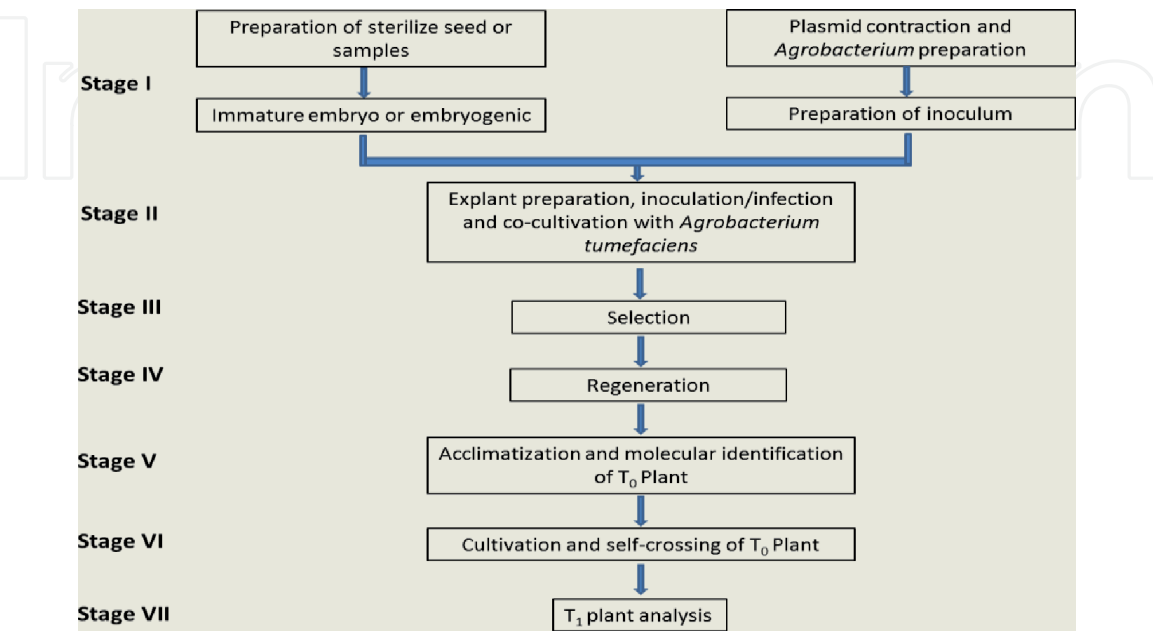 Preparation of sterilize seed or
samples
Plasmid contraction and
Agrobacterium preparation
Stage I
Immature embryo or embryogenic
Preparation of inoculum
Stage II
Explant preparation, inoculation/infection
and co-cultivation with Agrobacterium
tumefaciens
Stage III
Selection
Stage IV
Regeneration
Stage V
Acclimatization and molecular identification
of T₀ Plant
Stage VI
Cultivation and self-crossing of T₀ Plant
Stage VII
T₁ plant analysis